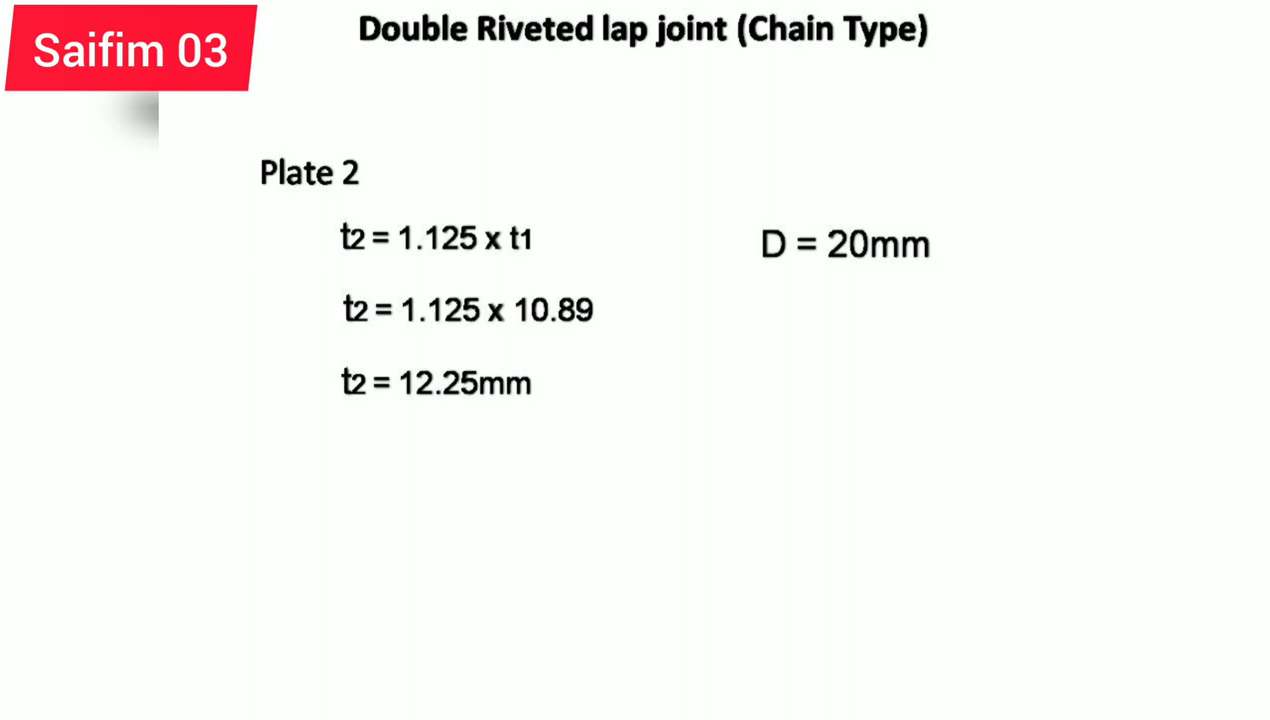 Saifim 03
Double Riveted lap joint (Chain Type)
Plate 2
t2 = 1.125 x t1
D = 20mm
t2 = 1.125 x 10.89
t2 = 12.25mm